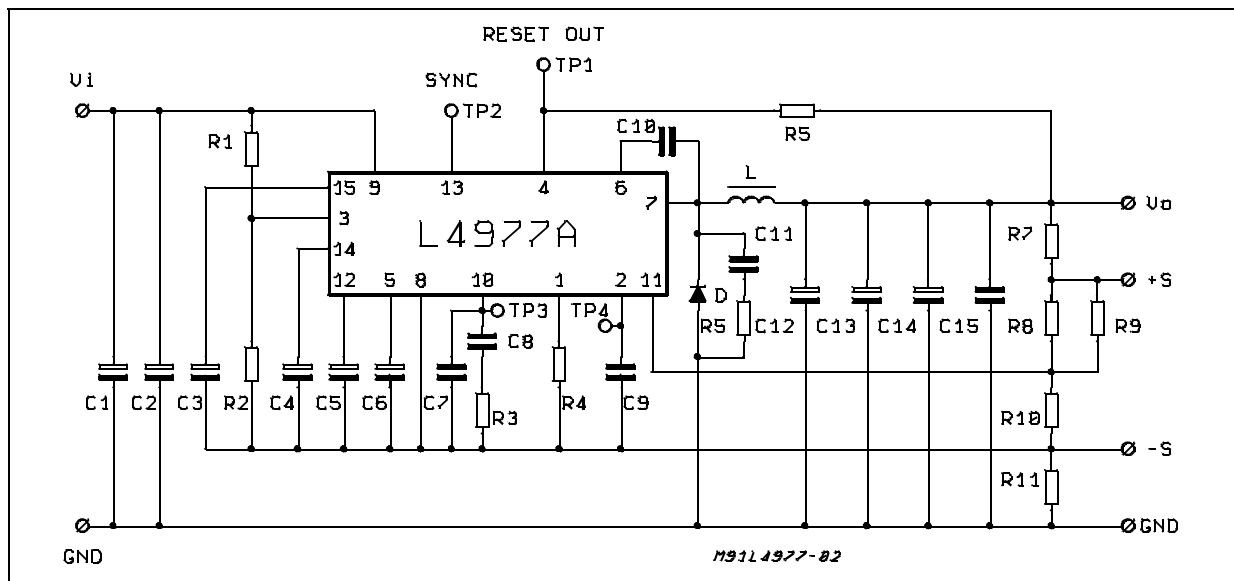 RESET OUT
TP1
Vi
SYNC
TP2
C10
R5
R1
L
15 9 13 4 6
7
Vo
3
L4977A
14
C11
R7
12 5 8 10 1 2 11
+S
TP3
TP4
D
R5
C12
C13
C14
C15
R8
R9
C8
C1
C2
C3
R2
C4
C5
C6
C7
R3
R4
C9
R10
-S
R11
GND
GND
M91L4977-02